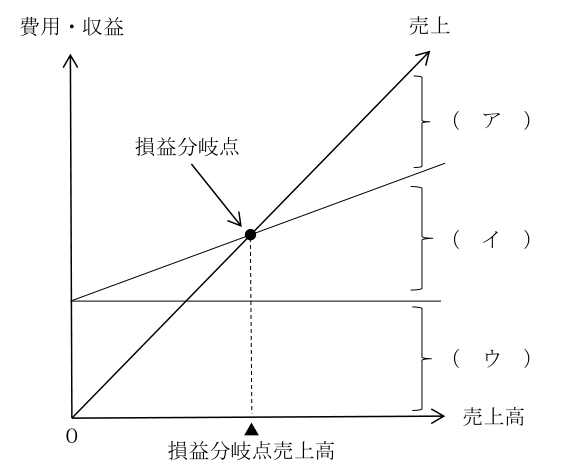 費用・収益
売上
（　ア　）
損益分岐点
（　イ　）
（　ウ　）
売上高
0
損益分岐点売上高